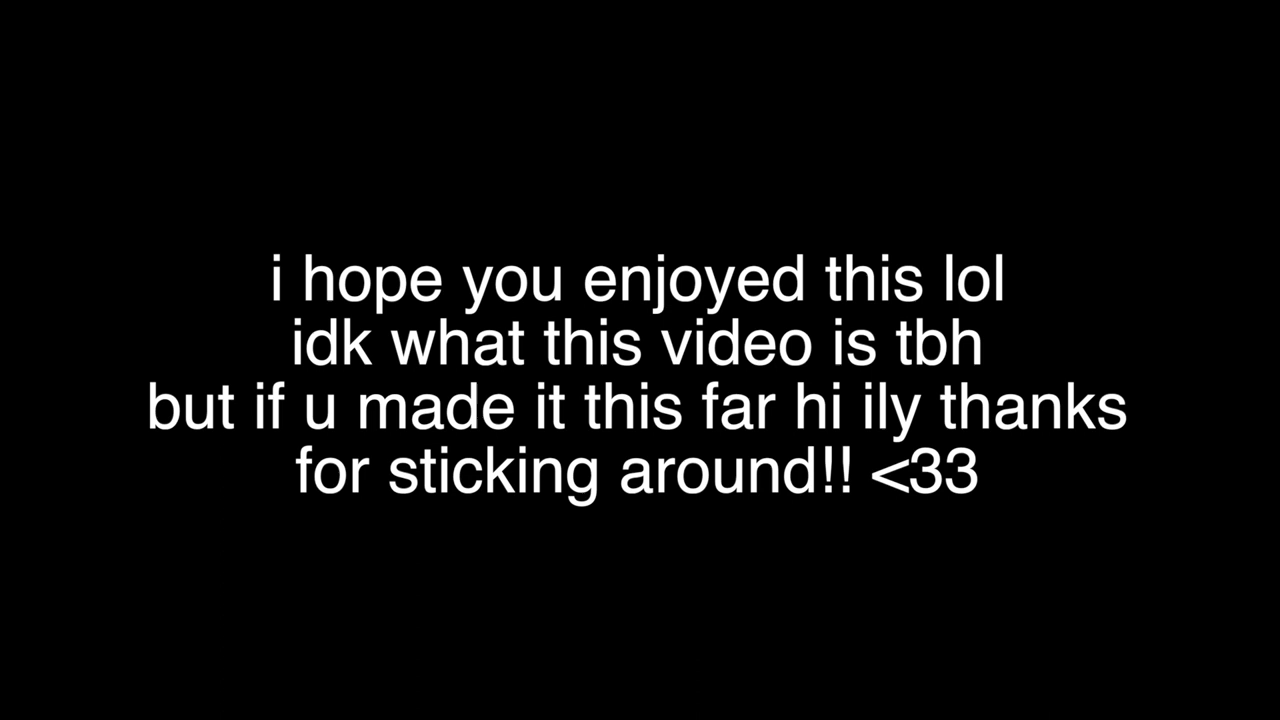 i hope you enjoyed this lol
idk what this video is tbh
but if u made it this far hi ily thanks
for sticking around!! <33